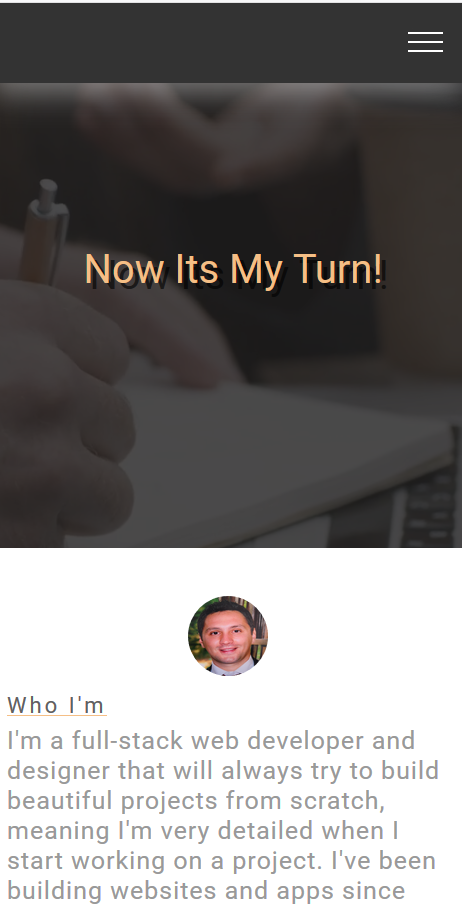 Now Its My Turn!
Who I'm
I'm a full-stack web developer and
designer that will always try to build
beautiful projects from scratch,
meaning I'm very detailed when I
start working on a project. I've been
building websites and apps since